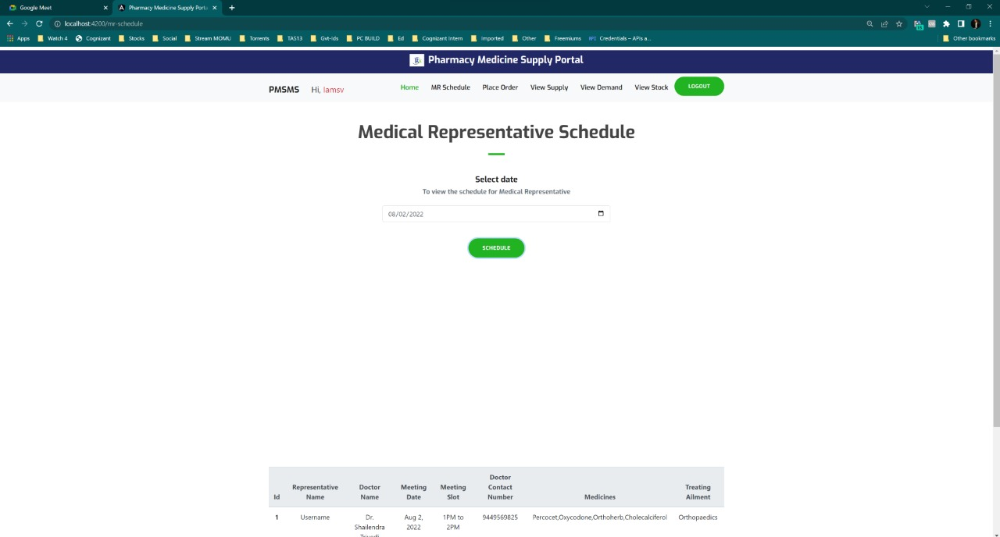 Google Meet
Pharmacy Medicine Supply Porta
localhost:4200/mr-schedule
Apps Watch 4 Cognizant Stocks Social Stream MOMU Torrents TAS13 Gvt-Ids PC BUILD Ed Cognizant Intern Imported Other Freemiums API Credentials – APIs a... Other bookmarks
Pharmacy Medicine Supply Portal
PMSMS Hi, Iamsv Home MR Schedule Place Order View Supply View Demand View Stock LOGOUT
Medical Representative Schedule
Select date
To view the schedule for Medical Representative
08/02/2022
SCHEDULE
Id Representative Name Doctor Name Meeting Date Meeting Slot Doctor Contact Number Medicines Treating Ailment
1 Username Dr. Shailendra Trivedi Aug 2, 2022 1PM to 2PM 9449569825 Percocet,Oxycodone,Orthoherb,Cholecalciferol Orthopaedics